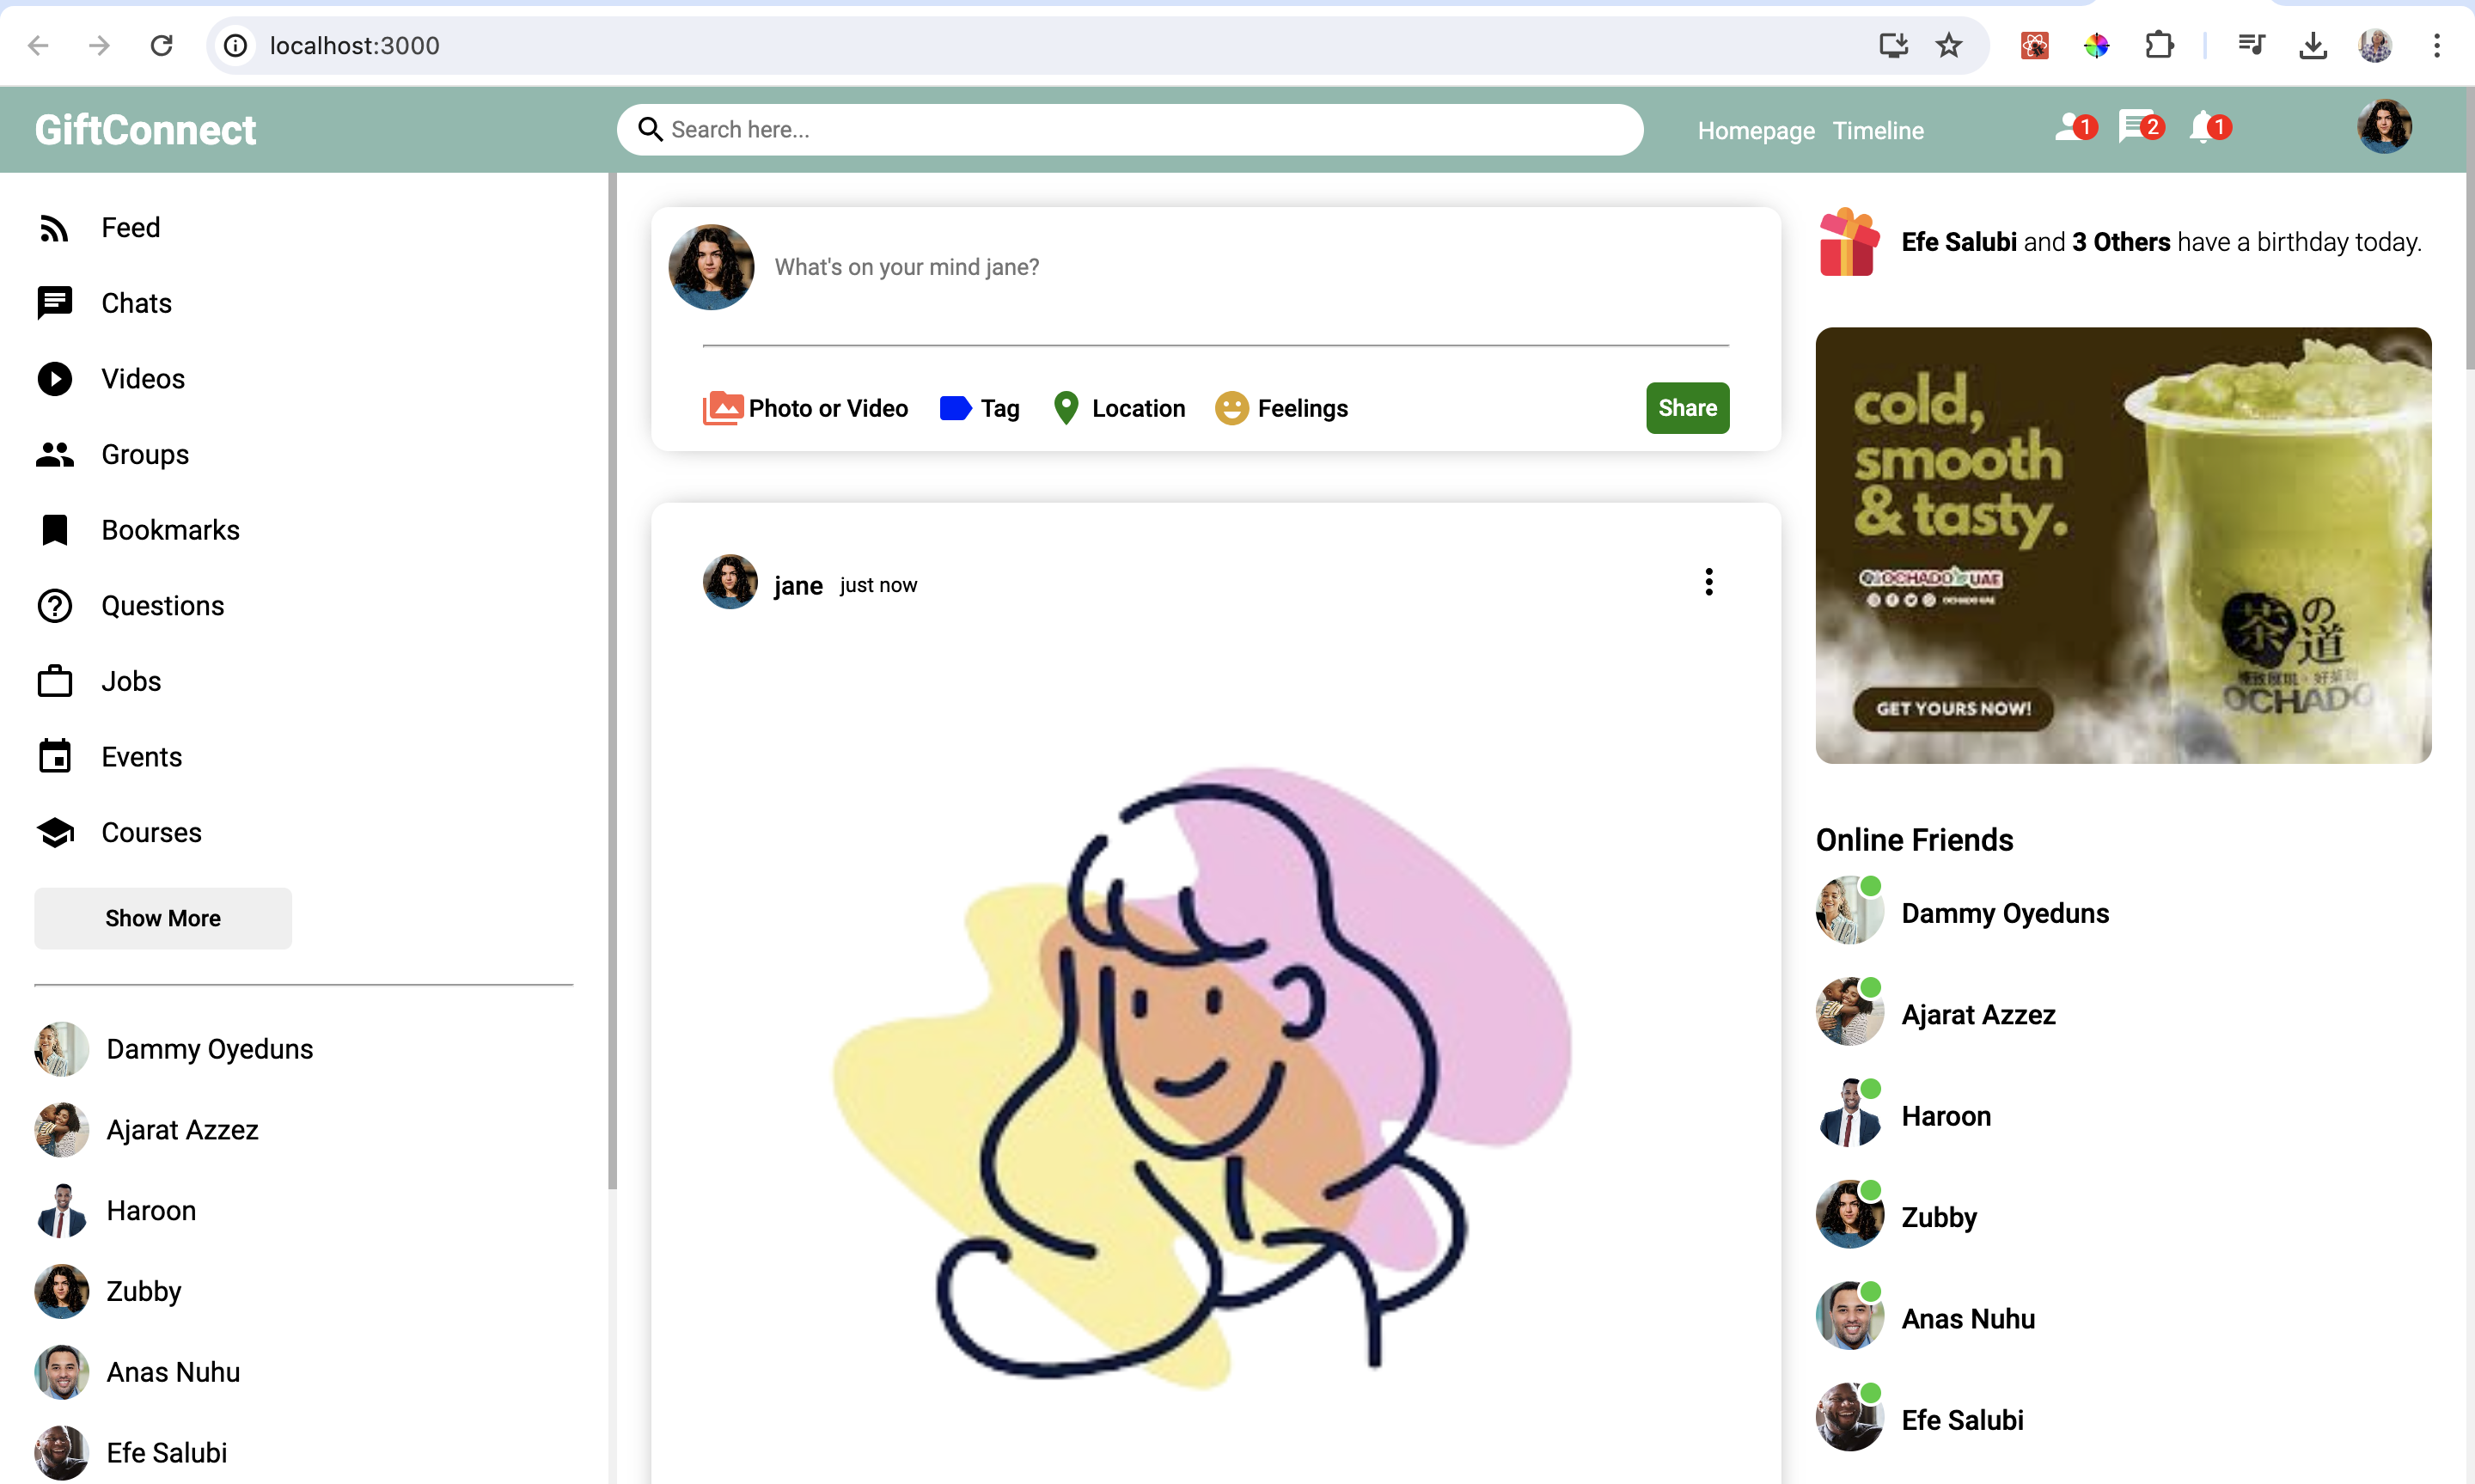 localhost:3000
GiftConnect
Search here...
Homepage Timeline
1
2
1
Feed
Chats
Videos
Groups
Bookmarks
Questions
Jobs
Events
Courses
Show More
Dammy Oyeduns
Ajarat Azzez
Haroon
Zubby
Anas Nuhu
Efe Salubi
What's on your mind jane?
Photo or Video Tag Location Feelings
Share
jane just now
Efe Salubi and 3 Others have a birthday today.
cold,
smooth
& tasty.
OCHADO UAE
OCHADO UAE
GET YOURS NOW!
茶の道
OCHADO
Online Friends
Dammy Oyeduns
Ajarat Azzez
Haroon
Zubby
Anas Nuhu
Efe Salubi